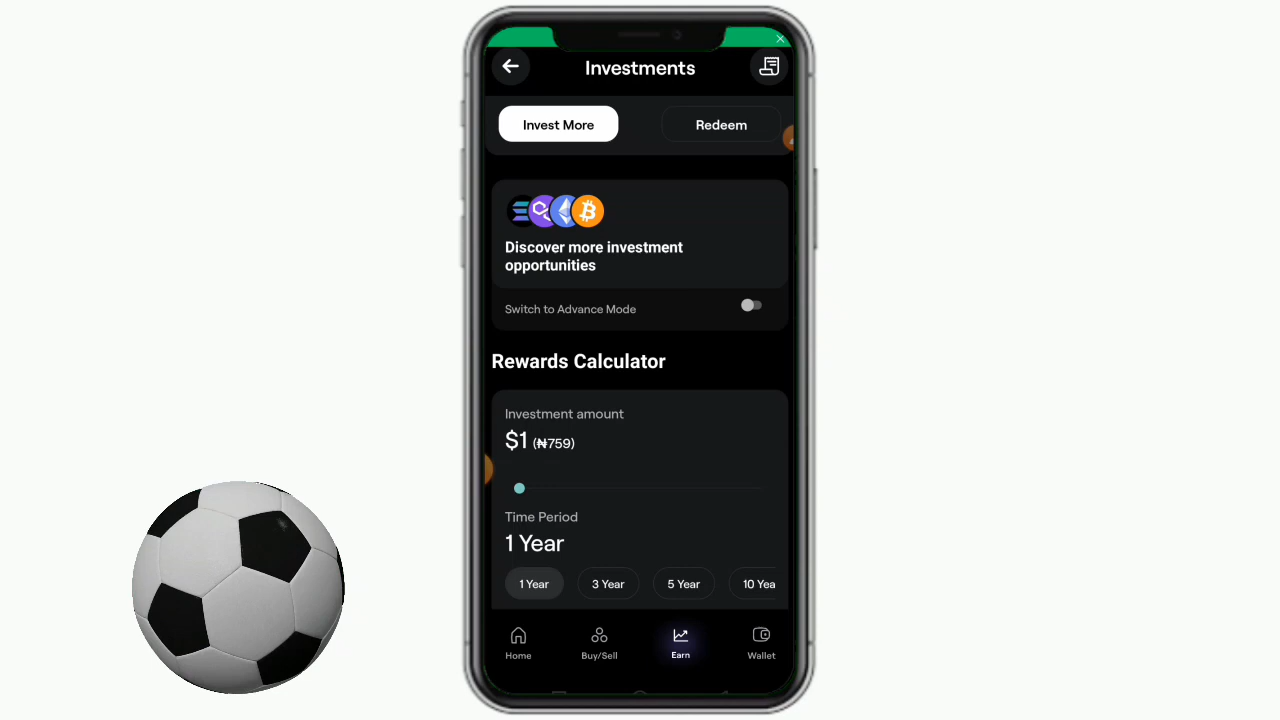 Investments
Invest More
Redeem
Discover more investment
opportunities
Switch to Advance Mode
Rewards Calculator
Investment amount
$1 (₦759)
Time Period
1 Year
1 Year
3 Year
5 Year
10 Yea
Home
Buy/Sell
Earn
Wallet